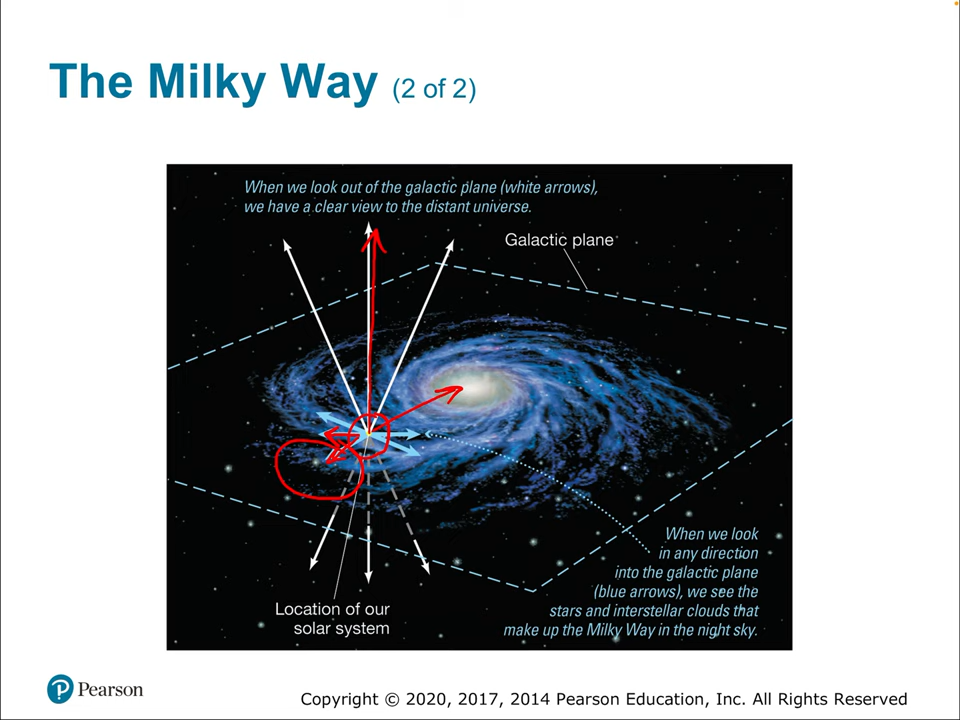 The Milky Way (2 of 2)
When we look out of the galactic plane (white arrows),
we have a clear view to the distant universe.
Galactic plane
When we look
in any direction
into the galactic plane
(blue arrows), we see the
stars and interstellar clouds that
make up the Milky Way in the night sky.
Location of our
solar system
Pearson
Copyright © 2020, 2017, 2014 Pearson Education, Inc. All Rights Reserved